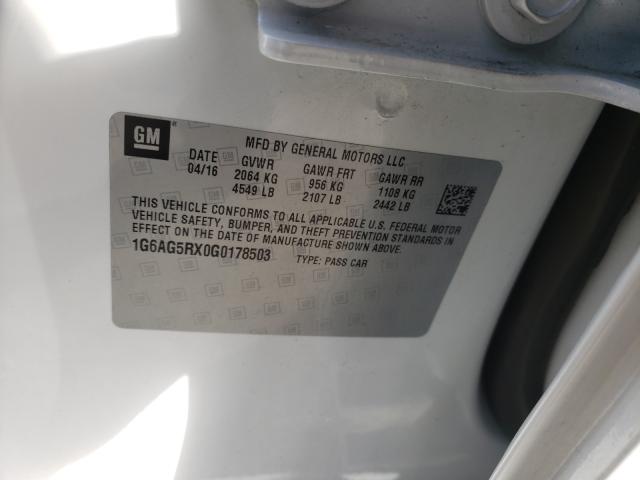 GM
MFD BY GENERAL MOTORS LLC
DATE GVWR GAWR FRT GAWR RR
04/16 2064 KG 956 KG 1108 KG
4549 LB 2107 LB 2442 LB
THIS VEHICLE CONFORMS TO ALL APPLICABLE U.S. FEDERAL MOTOR
VEHICLE SAFETY, BUMPER, AND THEFT PREVENTION STANDARDS IN
EFFECT ON THE DATE OF MANUFACTURE SHOWN ABOVE.
1G6AG5RX0G0178503 TYPE: PASS CAR